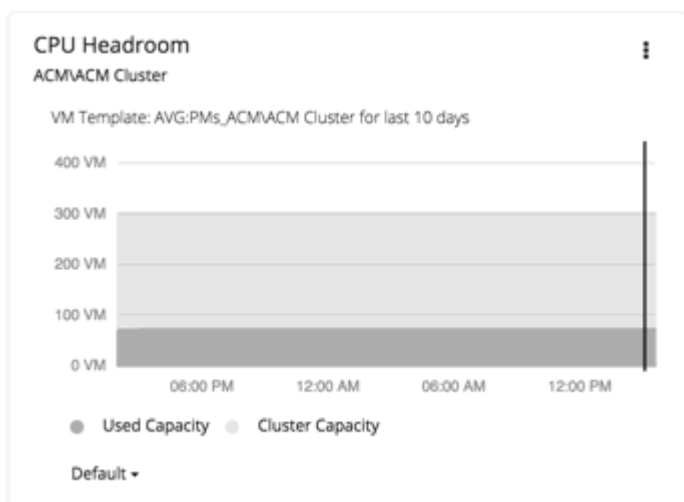 CPU Headroom
ACM\ACM Cluster
VM Template: AVG:PMs_ACM\ACM Cluster for last 10 days
400 VM
300 VM
200 VM
100 VM
0 VM
06:00 PM 12:00 AM 06:00 AM 12:00 PM
Used Capacity Cluster Capacity
Default